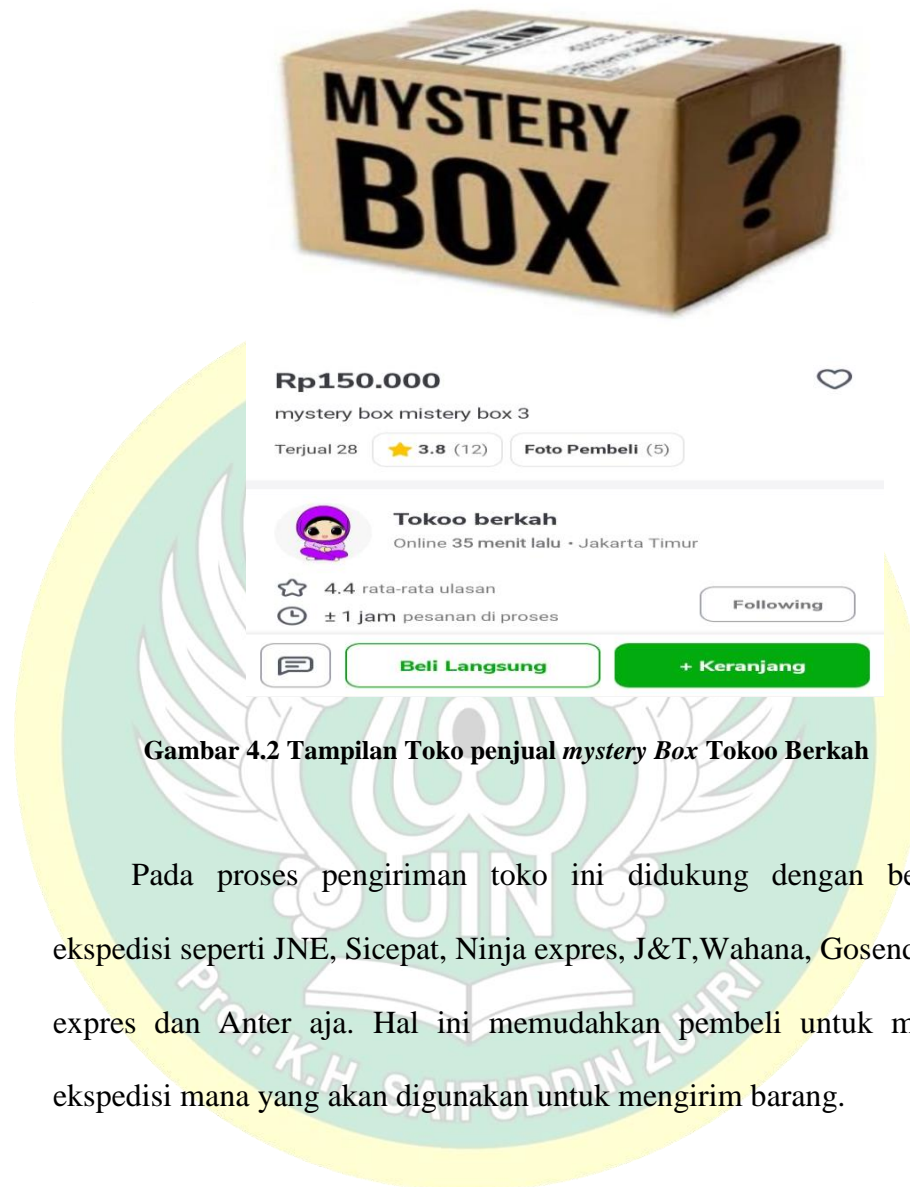 MYSTERY
BOX
?
Rp150.000
mystery box mistery box 3
Terjual 28 3.8 (12) Foto Pembeli (5)
Tokoo berkah
Online 35 menit lalu • Jakarta Timur
4.4 rata-rata ulasan
Following
± 1 jam pesanan di proses
Beli Langsung + Keranjang
Gambar 4.2 Tampilan Toko penjual mystery Box Tokoo Berkah
Pada proses pengiriman toko ini didukung dengan be
ekspedisi seperti JNE, Sicepat, Ninja expres, J&T,Wahana, Gosend
expres dan Anter aja. Hal ini memudahkan pembeli untuk m
ekspedisi mana yang akan digunakan untuk mengirim barang.
UIN
Prof. K.H. SAIFUDDIN ZUHRI